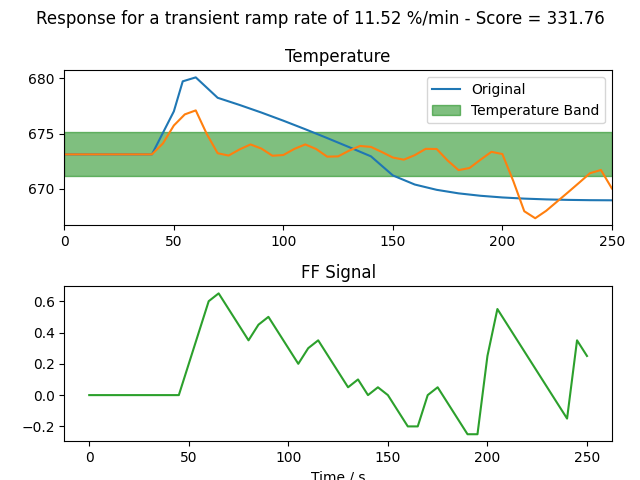 Response for a transient ramp rate of 11.52 %/min - Score = 331.76
Temperature
680
675
670
Original
Temperature Band
0 50 100 150 200 250
FF Signal
0.6
0.4
0.2
0.0
−0.2
0 50 100 150 200 250
Time / s